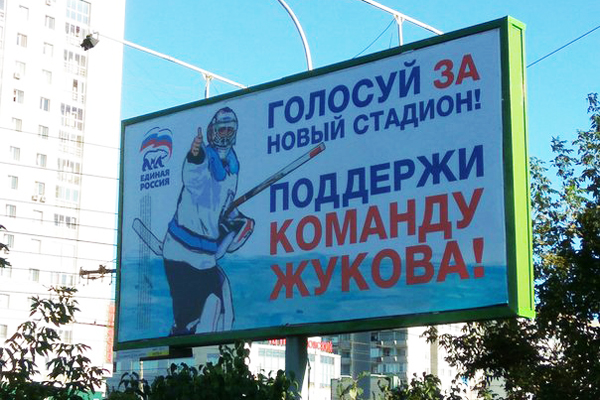 ГОЛОСУЙ ЗА
НОВЫЙ СТАДИОН!
ЕДИНАЯ
РОССИЯ
ПОДДЕРЖИ
КОМАНДУ
ЖУКОВА!